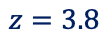 z = 3.8